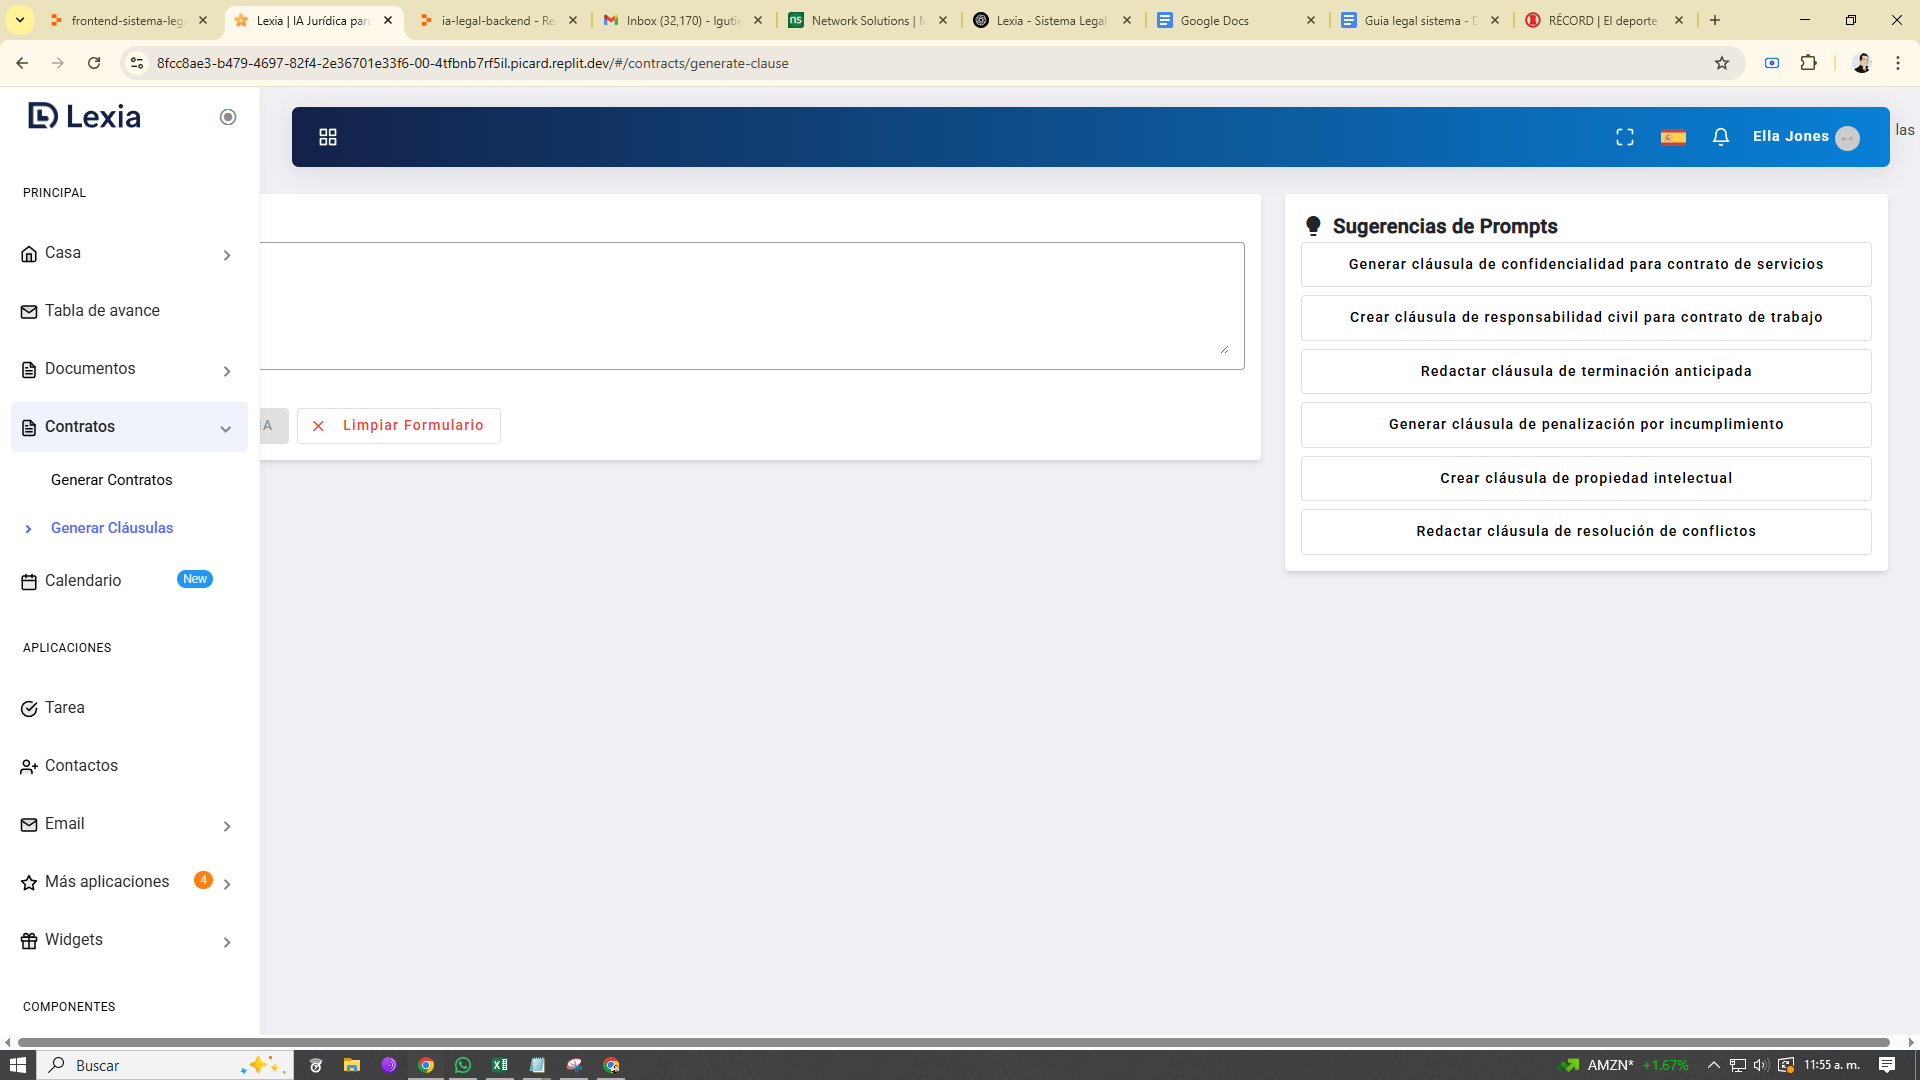 frontend-sistema-leg
Lexia | IA Jurídica para
ia-legal-backend - Re
Inbox (32,170) - lguti
Network Solutions | M
Lexia - Sistema Legal
Google Docs
Guia legal sistema - D
RÉCORD | El deporte
8fcc8ae3-b479-4697-82f4-2e36701e33f6-00-4tfbnb7rf5il.picard.replit.dev/#/contracts/generate-clause
Lexia
Ella Jones
las
PRINCIPAL
Casa
Tabla de avance
Documentos
Contratos
Generar Contratos
Generar Cláusulas
Calendario
New
APLICACIONES
Tarea
Contactos
Email
Más aplicaciones
4
Widgets
COMPONENTES
IA
Limpiar Formulario
Sugerencias de Prompts
Generar cláusula de confidencialidad para contrato de servicios
Crear cláusula de responsabilidad civil para contrato de trabajo
Redactar cláusula de terminación anticipada
Generar cláusula de penalización por incumplimiento
Crear cláusula de propiedad intelectual
Redactar cláusula de resolución de conflictos
Buscar
AMZN* +1.67%
11:55 a. m.